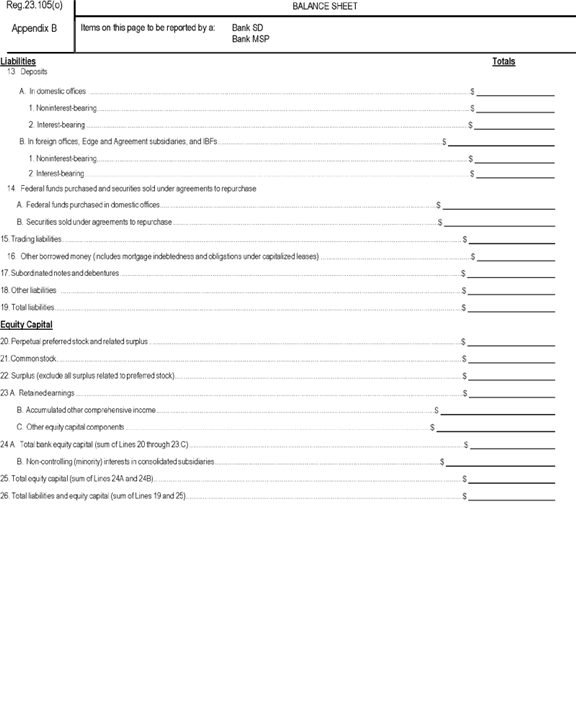 Reg.23.105(o) BALANCE SHEET
Appendix B Items on this page to be reported by a: Bank SD
Bank MSP
Liabilities Totals
13. Deposits
A. In domestic offices $
1. Noninterest-bearing $
2. Interest-bearing $
B. In foreign offices, Edge and Agreement subsidiaries, and IBFs $
1. Noninterest-bearing $
2. Interest-bearing $
14. Federal funds purchased and securities sold under agreements to repurchase
A. Federal funds purchased in domestic offices $
B. Securities sold under agreements to repurchase $
15. Trading liabilities $
16. Other borrowed money (includes mortgage indebtedness and obligations under capitalized leases) $
17. Subordinated notes and debentures $
18. Other liabilities $
19. Total liabilities $
Equity Capital
20. Perpetual preferred stock and related surplus $
21. Common stock $
22. Surplus (exclude all surplus related to preferred stock) $
23 A. Retained earnings $
B. Accumulated other comprehensive income $
C. Other equity capital components $
24 A. Total bank equity capital (sum of Lines 20 through 23.C) $
B. Non-controlling (minority) interests in consolidated subsidiaries $
25. Total equity capital (sum of Lines 24A and 24B) $
26. Total liabilities and equity capital (sum of Lines 19 and 25) $